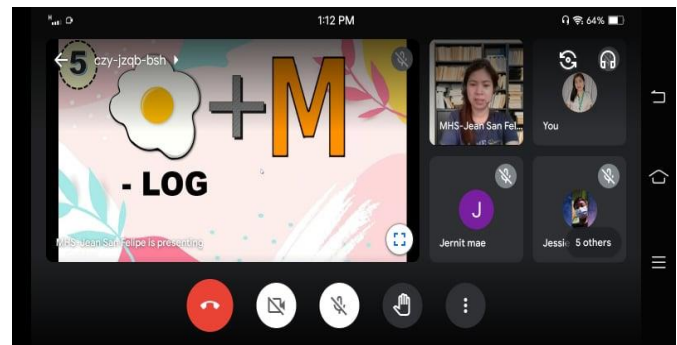 1:12 PM
64%
5
czy-jzqb-bsh
+ M
- LOG
MHS-Jean San Felipe is presenting
MHS-Jean San Fel...
You
J
Jernit mae
Jessie
5 others